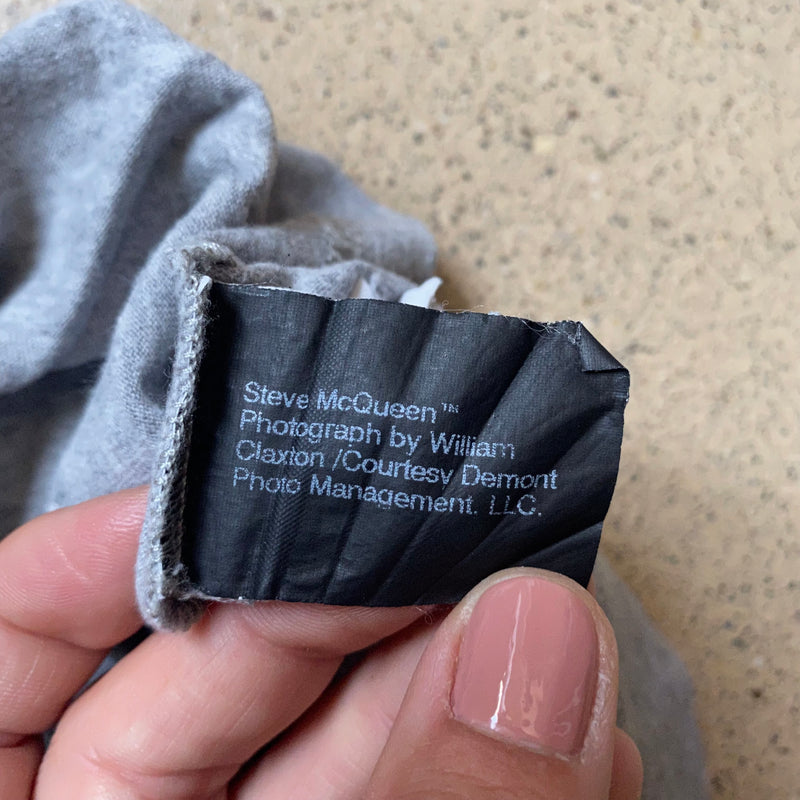 Steve McQueen™
Photograph by William
Claxton /Courtesy Demont
Photo Management, LLC.